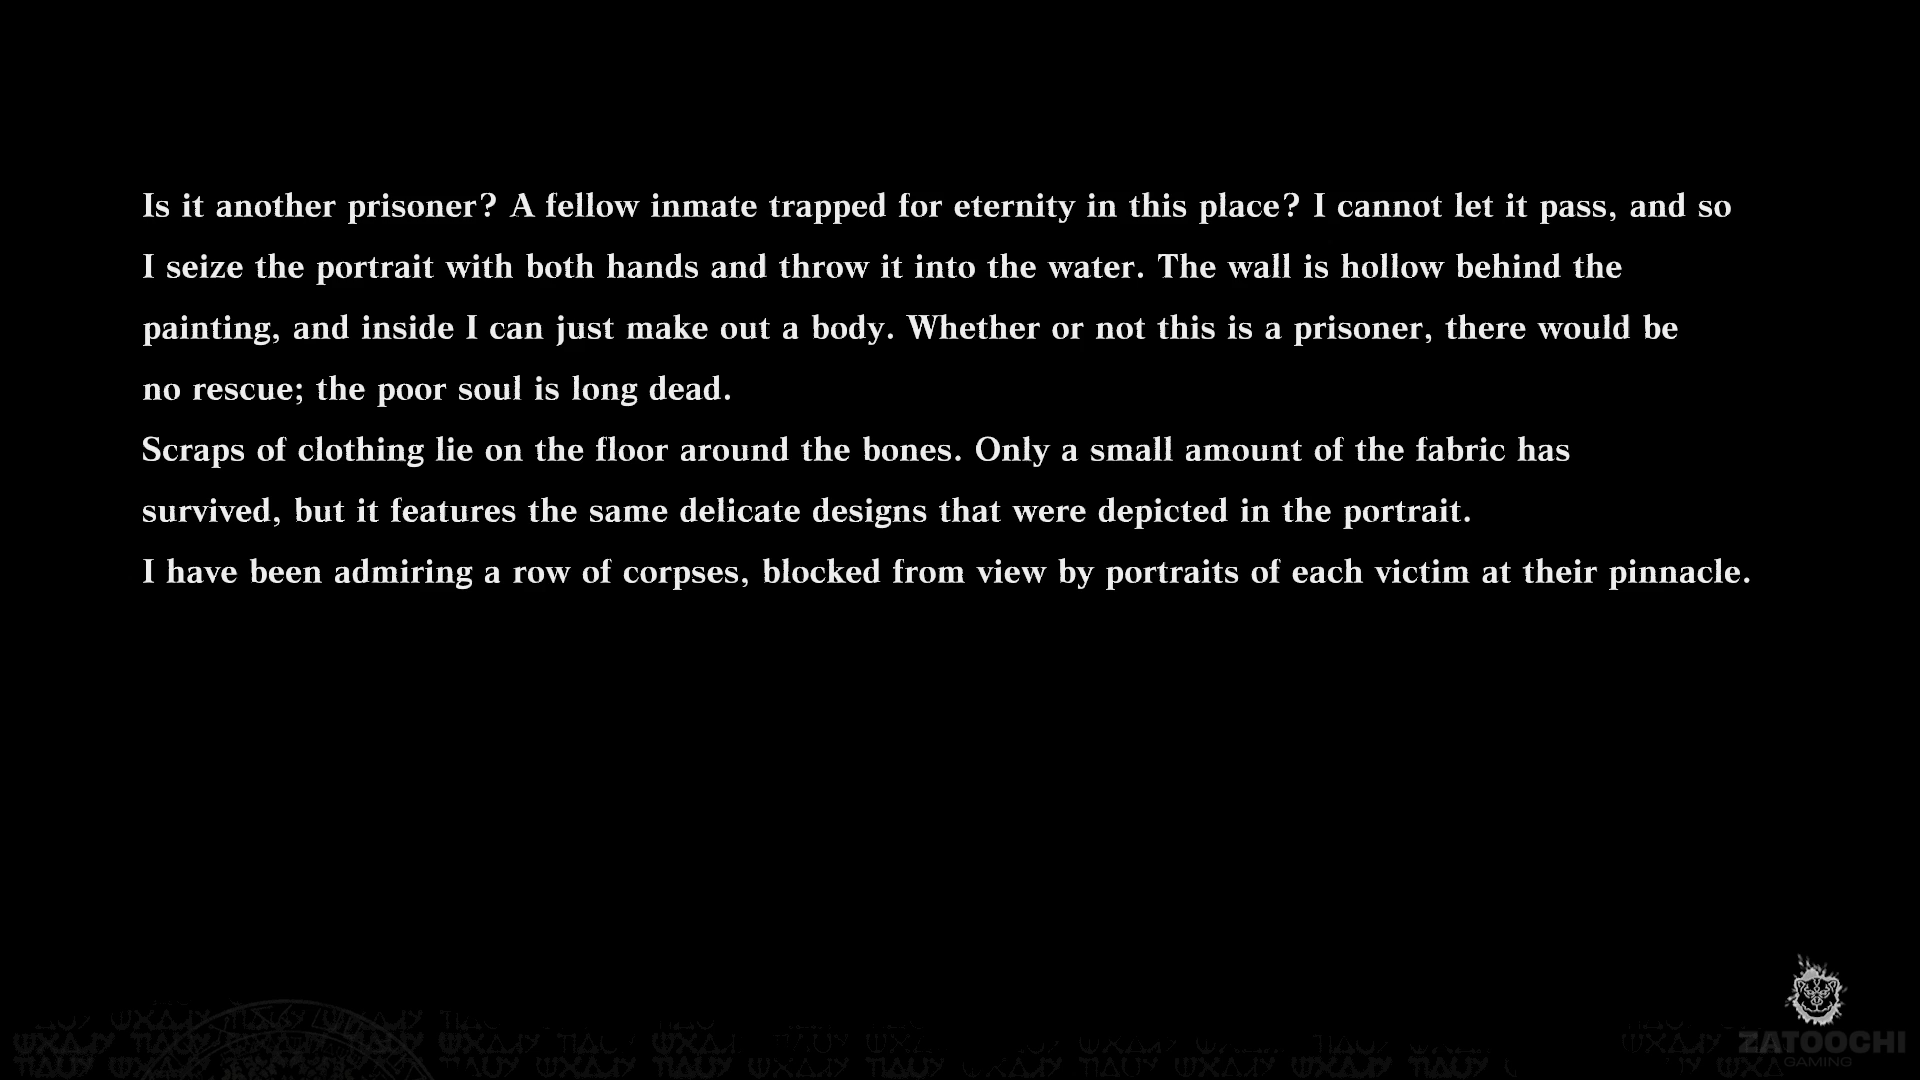 Is it another prisoner? A fellow inmate trapped for eternity in this place? I cannot let it pass, and so
I seize the portrait with both hands and throw it into the water. The wall is hollow behind the
painting, and inside I can just make out a body. Whether or not this is a prisoner, there would be
no rescue; the poor soul is long dead.
Scraps of clothing lie on the floor around the bones. Only a small amount of the fabric has
survived, but it features the same delicate designs that were depicted in the portrait.
I have been admiring a row of corpses, blocked from view by portraits of each victim at their pinnacle.
ZATOOCHI
GAMING